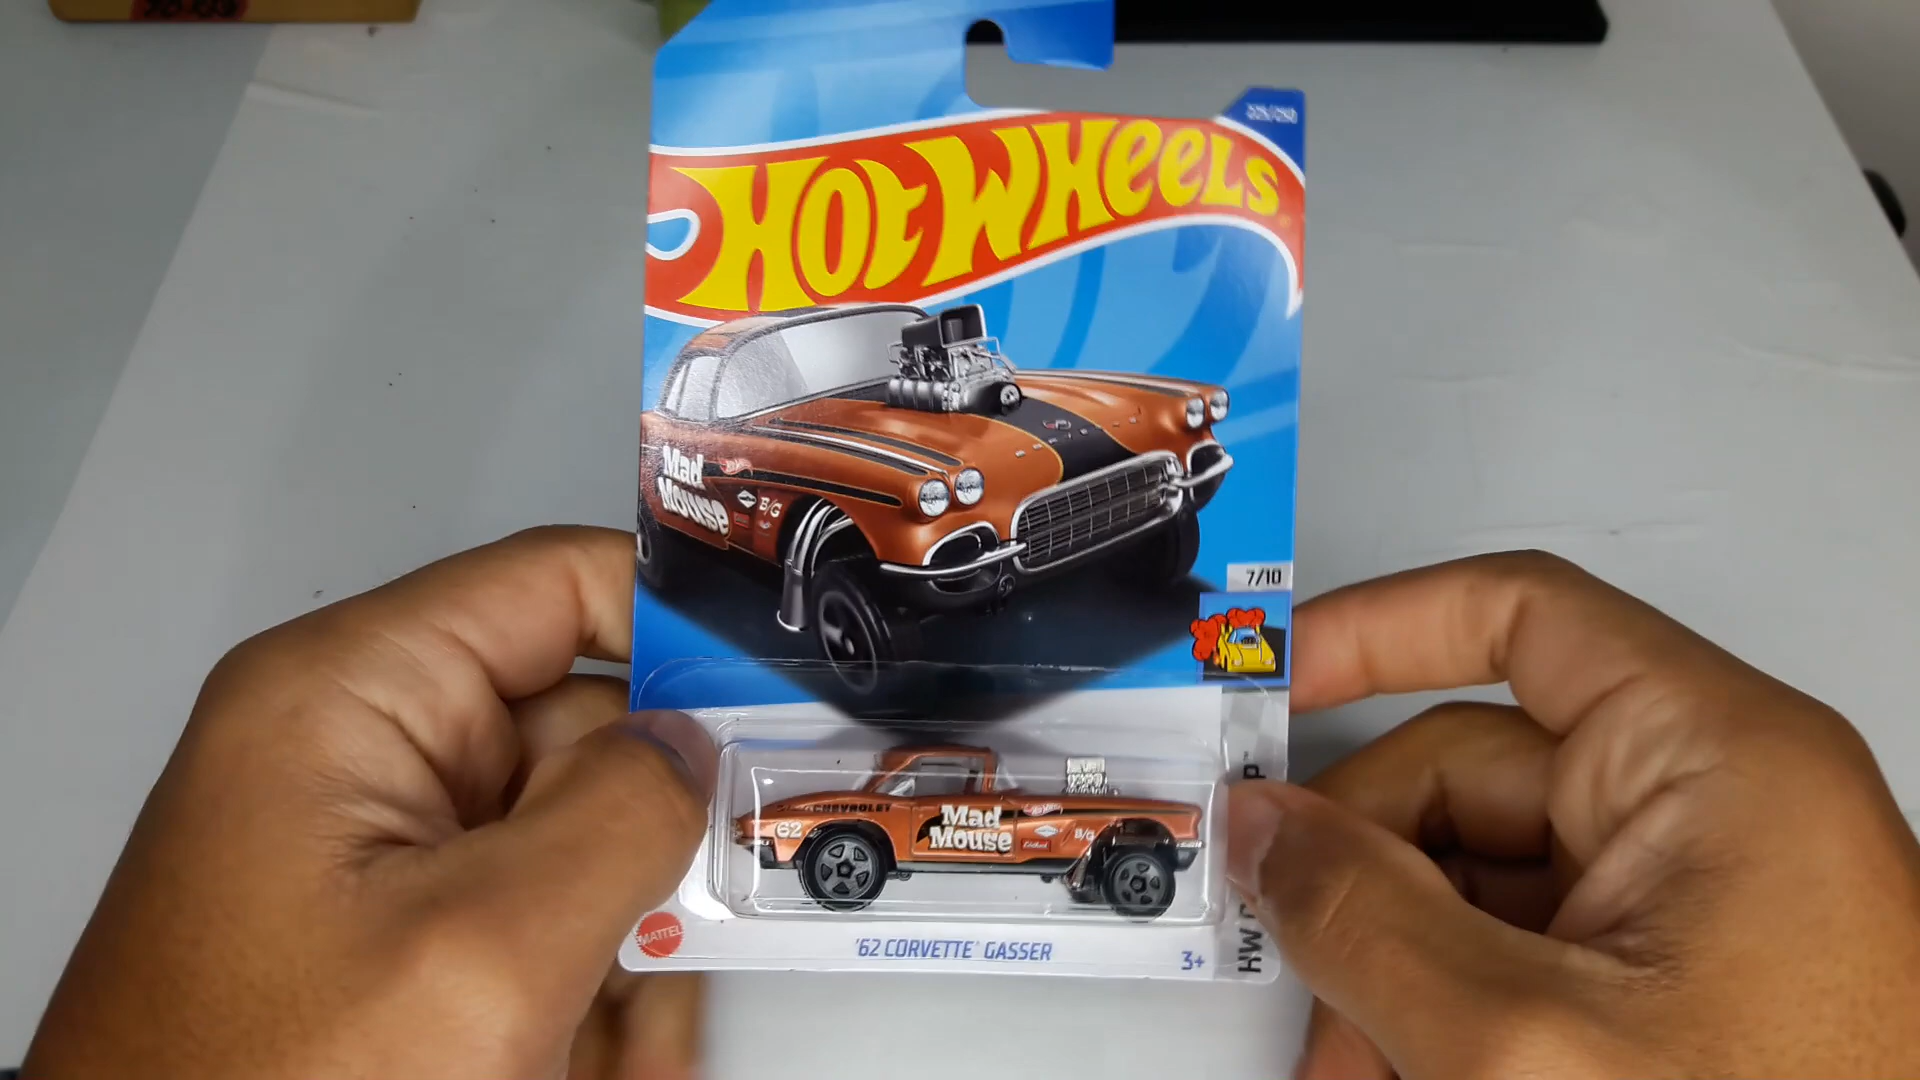 HOT WHEELS
Mad
Mouse
B/G
7/10
CHEVROLET
62
Mad
Mouse
B/G
MATTEL
'62 CORVETTE® GASSER
3+
HW